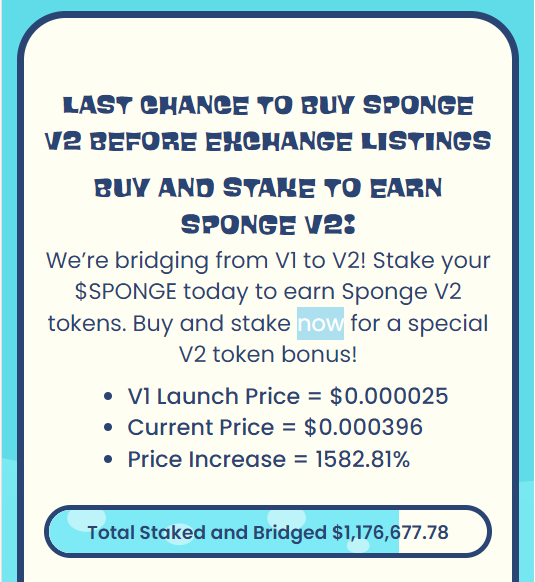 LAST CHANCE TO BUY SPONGE
V2 BEFORE EXCHANGE LISTINGS
BUY AND STAKE TO EARN
SPONGE V2!
We're bridging from V1 to V2! Stake your
$SPONGE today to earn Sponge V2
tokens. Buy and stake now for a special
V2 token bonus!
• V1 Launch Price = $0.000025
• Current Price = $0.000396
• Price Increase = 1582.81%
Total Staked and Bridged $1,176,677.78